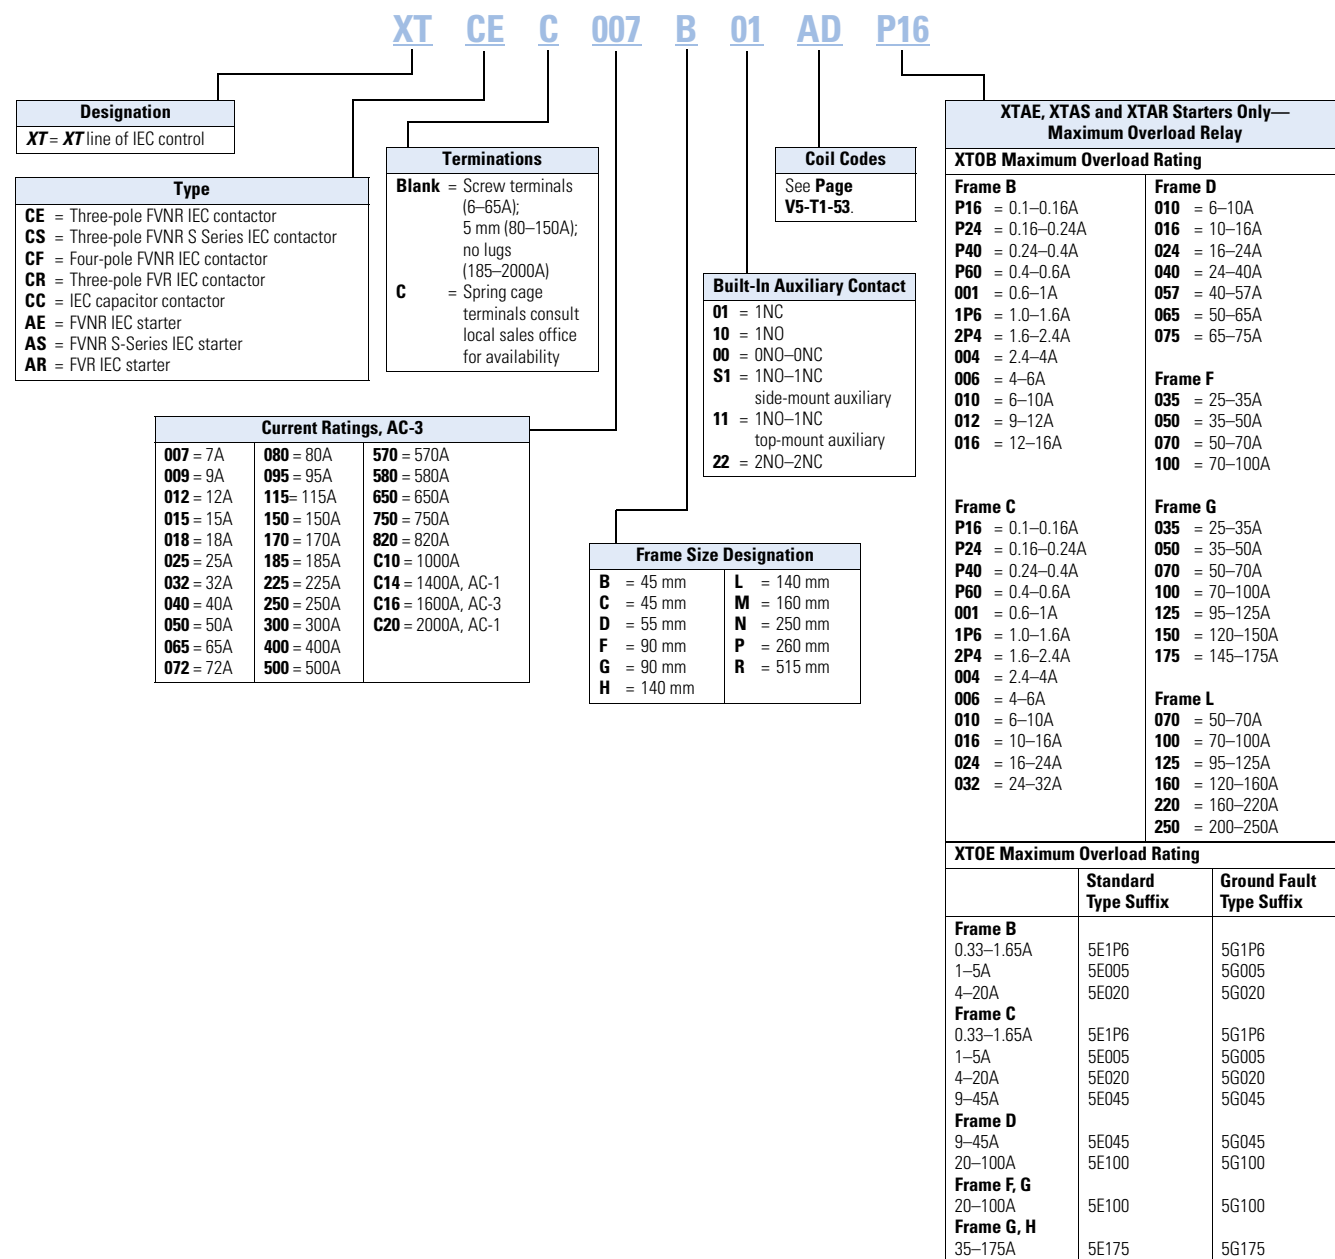 XT CE C 007 B 01 AD P16
Designation
XT = XT line of IEC control
Type
CE = Three-pole FVNR IEC contactor
CS = Three-pole FVNR S Series IEC contactor
CF = Four-pole FVNR IEC contactor
CR = Three-pole FVR IEC contactor
CC = IEC capacitor contactor
AE = FVNR IEC starter
AS = FVNR S-Series IEC starter
AR = FVR IEC starter
Terminations
Blank = Screw terminals
(6–65A);
5 mm (80–150A);
no lugs
(185–2000A)
C = Spring cage
terminals consult
local sales office
for availability
Current Ratings, AC-3
007 = 7A
009 = 9A
012 = 12A
015 = 15A
018 = 18A
025 = 25A
032 = 32A
040 = 40A
050 = 50A
065 = 65A
072 = 72A
080 = 80A
095 = 95A
115= 115A
150 = 150A
170 = 170A
185 = 185A
225 = 225A
250 = 250A
300 = 300A
400 = 400A
500 = 500A
570 = 570A
580 = 580A
650 = 650A
750 = 750A
820 = 820A
C10 = 1000A
C14 = 1400A, AC-1
C16 = 1600A, AC-3
C20 = 2000A, AC-1
Frame Size Designation
B = 45 mm
C = 45 mm
D = 55 mm
F = 90 mm
G = 90 mm
H = 140 mm
L = 140 mm
M = 160 mm
N = 250 mm
P = 260 mm
R = 515 mm
Built-In Auxiliary Contact
01 = 1NC
10 = 1NO
00 = 0NO–0NC
S1 = 1NO–1NC
side-mount auxiliary
11 = 1NO–1NC
top-mount auxiliary
22 = 2NO–2NC
Coil Codes
See Page
V5-T1-53.
XTAE, XTAS and XTAR Starters Only—
Maximum Overload Relay
XTOB Maximum Overload Rating
Frame B
P16 = 0.1–0.16A
P24 = 0.16–0.24A
P40 = 0.24–0.4A
P60 = 0.4–0.6A
001 = 0.6–1A
1P6 = 1.0–1.6A
2P4 = 1.6–2.4A
004 = 2.4–4A
006 = 4–6A
010 = 6–10A
012 = 9–12A
016 = 12–16A
Frame C
P16 = 0.1–0.16A
P24 = 0.16–0.24A
P40 = 0.24–0.4A
P60 = 0.4–0.6A
001 = 0.6–1A
1P6 = 1.0–1.6A
2P4 = 1.6–2.4A
004 = 2.4–4A
006 = 4–6A
010 = 6–10A
016 = 10–16A
024 = 16–24A
032 = 24–32A
Frame D
010 = 6–10A
016 = 10–16A
024 = 16–24A
040 = 24–40A
057 = 40–57A
065 = 50–65A
075 = 65–75A
Frame F
035 = 25–35A
050 = 35–50A
070 = 50–70A
100 = 70–100A
Frame G
035 = 25–35A
050 = 35–50A
070 = 50–70A
100 = 70–100A
125 = 95–125A
150 = 120–150A
175 = 145–175A
Frame L
070 = 50–70A
100 = 70–100A
125 = 95–125A
160 = 120–160A
220 = 160–220A
250 = 200–250A
XTOE Maximum Overload Rating
Standard Ground Fault
Type Suffix Type Suffix
Frame B
0.33–1.65A 5E1P6 5G1P6
1–5A 5E005 5G005
4–20A 5E020 5G020
Frame C
0.33–1.65A 5E1P6 5G1P6
1–5A 5E005 5G005
4–20A 5E020 5G020
9–45A 5E045 5G045
Frame D
9–45A 5E045 5G045
20–100A 5E100 5G100
Frame F, G
20–100A 5E100 5G100
Frame G, H
35–175A 5E175 5G175